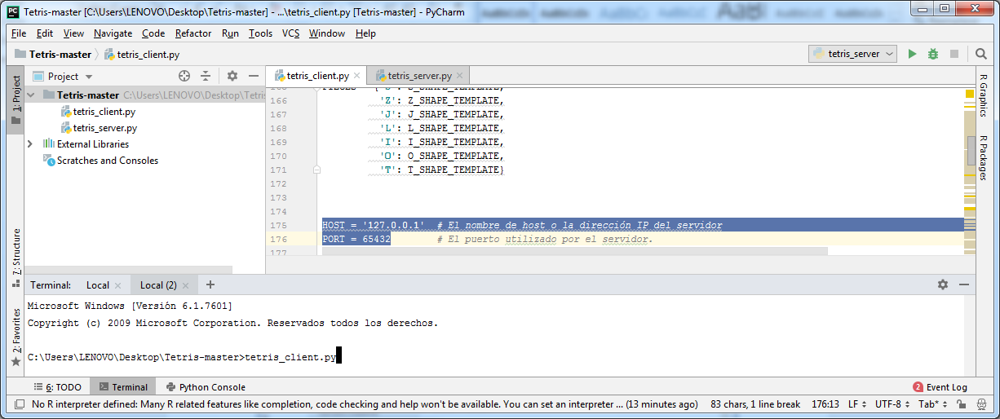 Tetris-master [C:\Users\LENOVO\Desktop\Tetris-master] - ...\tetris_client.py [Tetris-master] - PyCharm
File Edit View Navigate Code Refactor Run Tools VCS Window Help
Tetris-master tetris_client.py tetris_server
1: Project
Project
tetris_client.py tetris_server.py
Tetris-master C:\Users\LENOVO\Desktop\Tetris
tetris_client.py
tetris_server.py
External Libraries
Scratches and Consoles
166 'Z': Z_SHAPE_TEMPLATE,
167 'J': J_SHAPE_TEMPLATE,
168 'L': L_SHAPE_TEMPLATE,
169 'I': I_SHAPE_TEMPLATE,
170 'O': O_SHAPE_TEMPLATE,
171 'T': T_SHAPE_TEMPLATE}
172
173
174
175 HOST = '127.0.0.1' # El nombre de host o la dirección IP del servidor
176 PORT = 65432 # El puerto utilizado por el servidor.
177
R Graphics
R Packages
7: Structure
2: Favorites
Terminal: Local Local (2)
Microsoft Windows [Versión 6.1.7601]
Copyright (c) 2009 Microsoft Corporation. Reservados todos los derechos.
C:\Users\LENOVO\Desktop\Tetris-master>tetris_client.py
6: TODO Terminal Python Console 2 Event Log
No R interpreter defined: Many R related features like completion, code checking and help won't be available. You can set an interpreter ... (13 minutes ago) 83 chars, 1 line break 176:13 LF UTF-8 Tab*